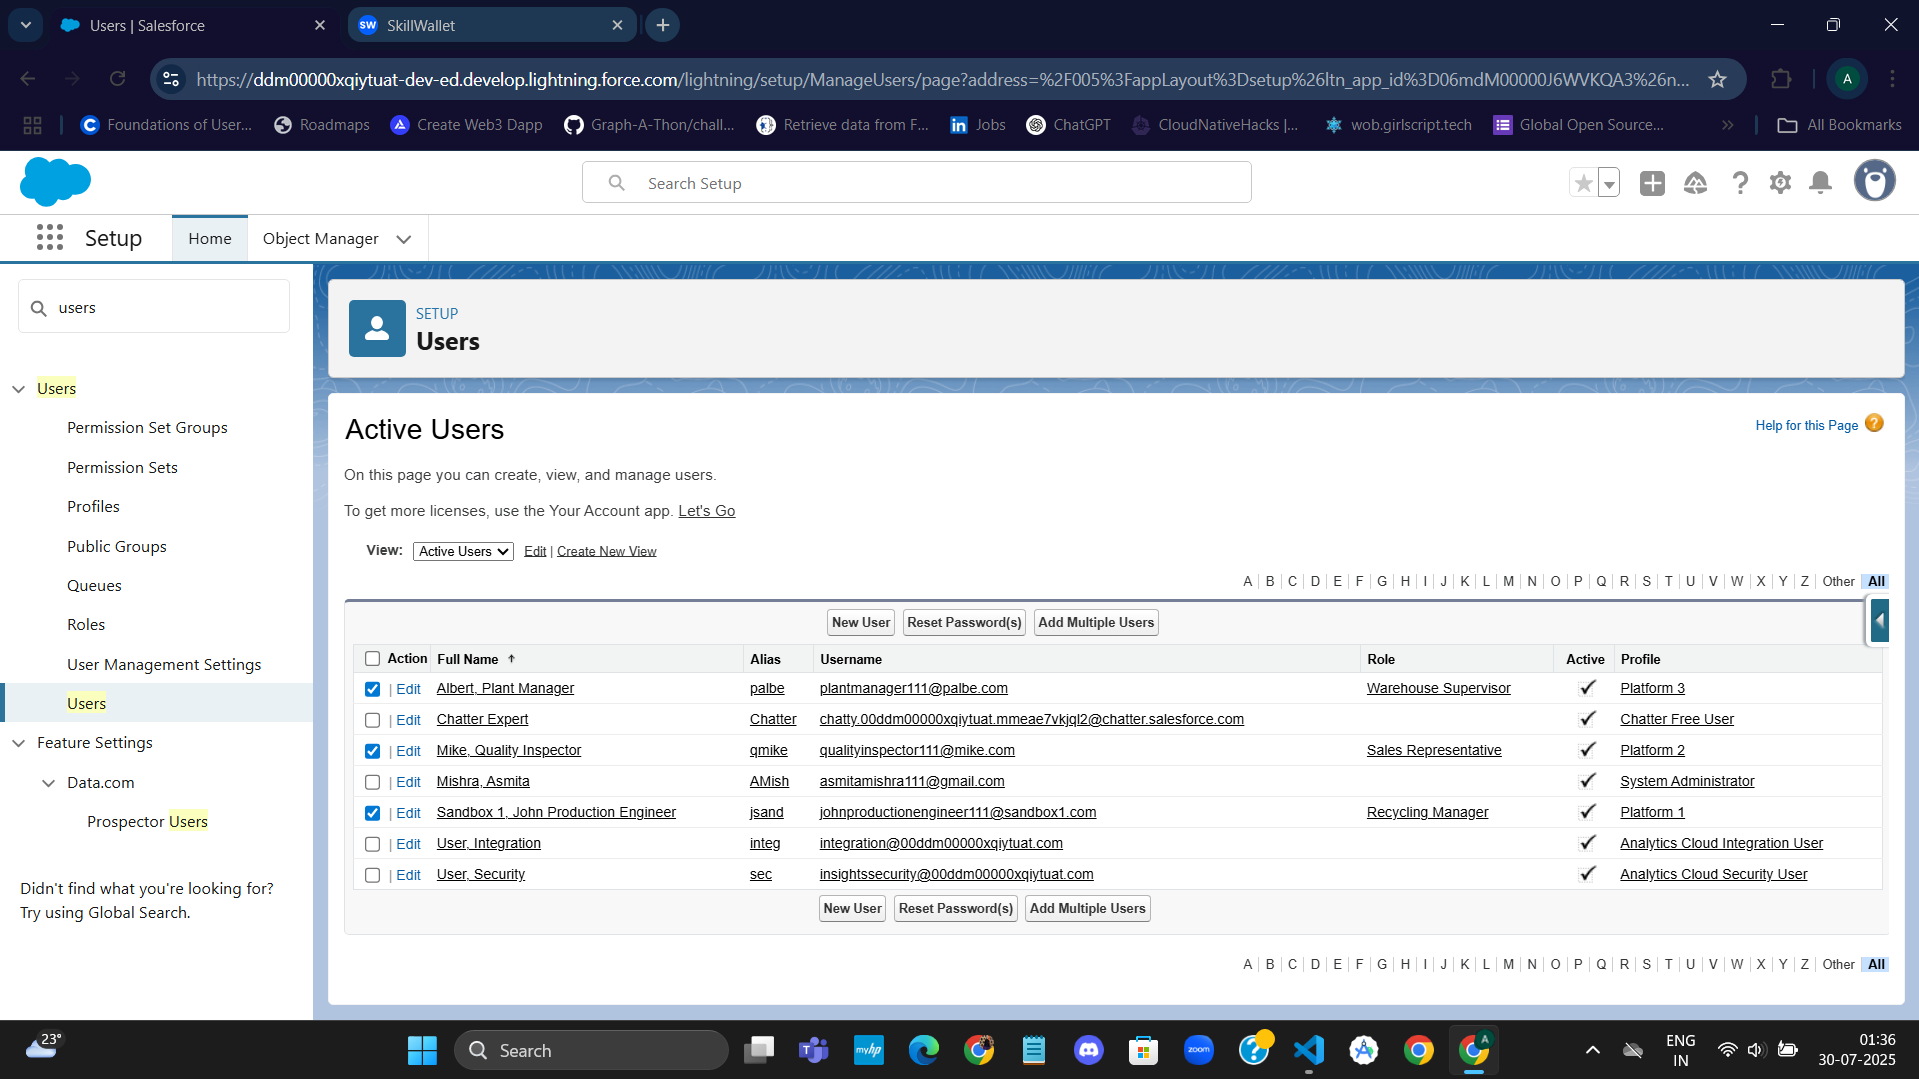 Users | Salesforce
SW SkillWallet
https://ddm00000xqiytuat-dev-ed.develop.lightning.force.com/lightning/setup/ManageUsers/page?address=%2F005%3FappLayout%3Dsetup%26ltn_app_id%3D06mdM00000J6WVKQA3%26n...
A
Foundations of User... Roadmaps Create Web3 Dapp Graph-A-Thon/chall... Retrieve data from F... Jobs ChatGPT CloudNativeHacks |... wob.girlscript.tech Global Open Source... » All Bookmarks
Search Setup
Setup Home Object Manager
users
SETUP
Users
Users
Permission Set Groups
Permission Sets
Profiles
Public Groups
Queues
Roles
User Management Settings
Users
Feature Settings
Data.com
Prospector Users
Didn't find what you're looking for?
Try using Global Search.
Active Users
Help for this Page ?
On this page you can create, view, and manage users.
To get more licenses, use the Your Account app. Let's Go
View: Active Users Edit | Create New View
A | B | C | D | E | F | G | H | I | J | K | L | M | N | O | P | Q | R | S | T | U | V | W | X | Y | Z | Other | All
New User Reset Password(s) Add Multiple Users
Action Full Name ↑ Alias Username Role Active Profile
| Edit Albert, Plant Manager palbe plantmanager111@palbe.com Warehouse Supervisor Platform 3
| Edit Chatter Expert Chatter chatty.00ddm00000xqiytuat.mmeae7vkjql2@chatter.salesforce.com Chatter Free User
| Edit Mike, Quality Inspector qmike qualityinspector111@mike.com Sales Representative Platform 2
| Edit Mishra, Asmita AMish asmitamishra111@gmail.com System Administrator
| Edit Sandbox 1, John Production Engineer jsand johnproductionengineer111@sandbox1.com Recycling Manager Platform 1
| Edit User, Integration integ integration@00ddm00000xqiytuat.com Analytics Cloud Integration User
| Edit User, Security sec insightssecurity@00ddm00000xqiytuat.com Analytics Cloud Security User
New User Reset Password(s) Add Multiple Users
A | B | C | D | E | F | G | H | I | J | K | L | M | N | O | P | Q | R | S | T | U | V | W | X | Y | Z | Other | All
23°
Search
myhp
zoom
A
ENG
IN
01:36
30-07-2025